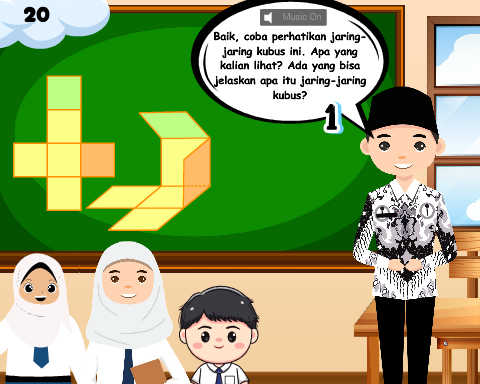 20
Music On
Baik, coba perhatikan jaring-
jaring kubus ini. Apa yang
kalian lihat? Ada yang bisa
jelaskan apa itu jaring-jaring
kubus?
1